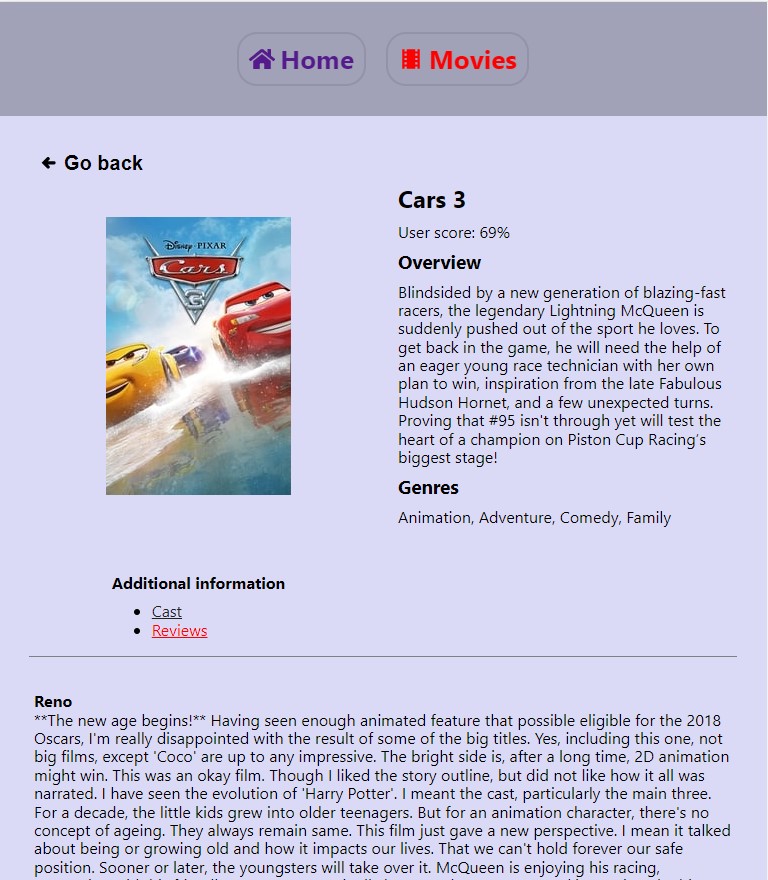 Home Movies
Go back
Cars 3
User score: 69%
Overview
Blindsided by a new generation of blazing-fast
racers, the legendary Lightning McQueen is
suddenly pushed out of the sport he loves. To
get back in the game, he will need the help of
an eager young race technician with her own
plan to win, inspiration from the late Fabulous
Hudson Hornet, and a few unexpected turns.
Proving that #95 isn't through yet will test the
heart of a champion on Piston Cup Racing’s
biggest stage!
Genres
Animation, Adventure, Comedy, Family
Disney·PIXAR
Cars
3
Additional information
Cast
Reviews
Reno
**The new age begins!** Having seen enough animated feature that possible eligible for the 2018
Oscars, I'm really disappointed with the result of some of the big titles. Yes, including this one, not
big films, except 'Coco' are up to any impressive. The bright side is, after a long time, 2D animation
might win. This was an okay film. Though I liked the story outline, but did not like how it all was
narrated. I have seen the evolution of 'Harry Potter'. I meant the cast, particularly the main three.
For a decade, the little kids grew into older teenagers. But for an animation character, there's no
concept of ageing. They always remain same. This film just gave a new perspective. I mean it talked
about being or growing old and how it impacts our lives. That we can't hold forever our safe
position. Sooner or later, the youngsters will take over it. McQueen is enjoying his racing,